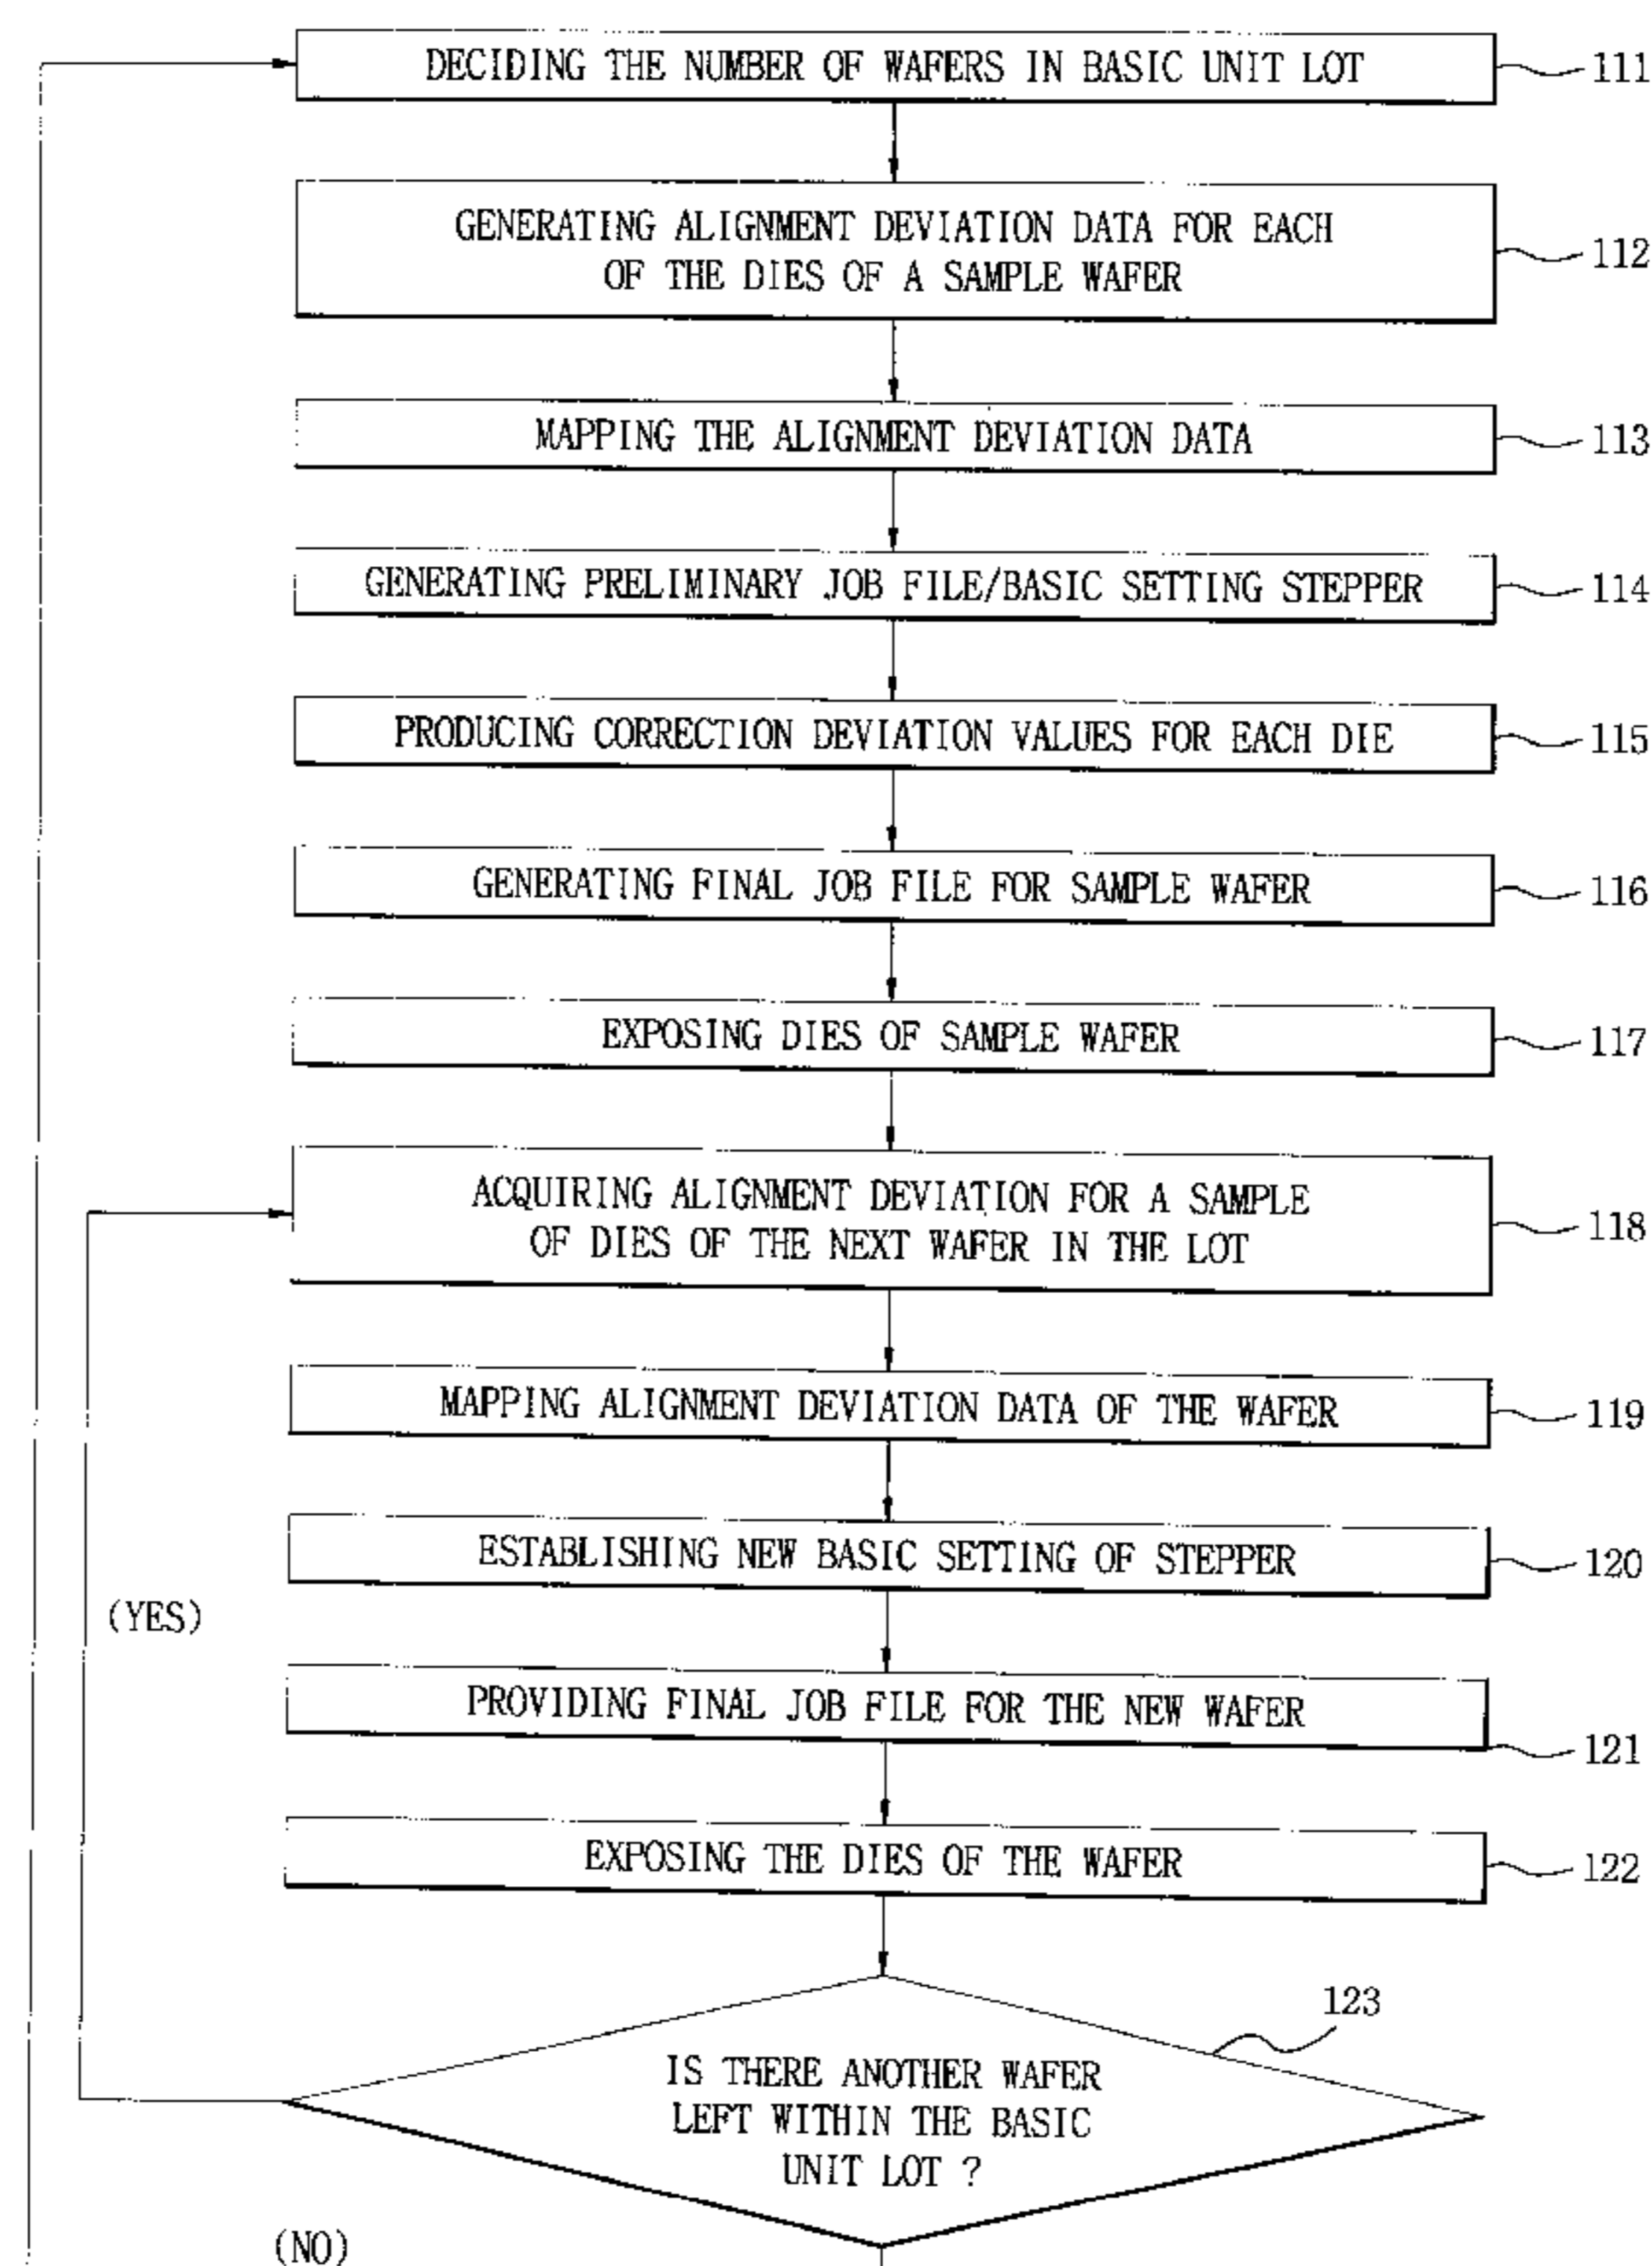 DECIDING THE NUMBER OF WAFERS IN BASIC UNIT LOT
111
GENERATING ALIGNMENT DEVIATION DATA FOR EACH
OF THE DIES OF A SAMPLE WAFER
112
MAPPING THE ALIGNMENT DEVIATION DATA
113
GENERATING PRELIMINARY JOB FILE/BASIC SETTING STEPPER
114
PRODUCING CORRECTION DEVIATION VALUES FOR EACH DIE
115
GENERATING FINAL JOB FILE FOR SAMPLE WAFER
116
EXPOSING DIES OF SAMPLE WAFER
117
ACQUIRING ALIGNMENT DEVIATION FOR A SAMPLE
OF DIES OF THE NEXT WAFER IN THE LOT
118
MAPPING ALIGNMENT DEVIATION DATA OF THE WAFER
119
ESTABLISHING NEW BASIC SETTING OF STEPPER
120
(YES)
PROVIDING FINAL JOB FILE FOR THE NEW WAFER
121
EXPOSING THE DIES OF THE WAFER
122
123
IS THERE ANOTHER WAFER
LEFT WITHIN THE BASIC
UNIT LOT ?
(NO)